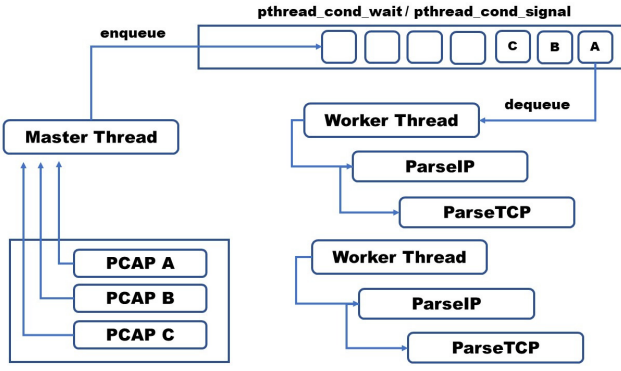 pthread_cond_wait / pthread_cond_signal
enqueue
C B A
dequeue
Master Thread
Worker Thread
ParseIP
ParseTCP
PCAP A
PCAP B
PCAP C
Worker Thread
ParseIP
ParseTCP